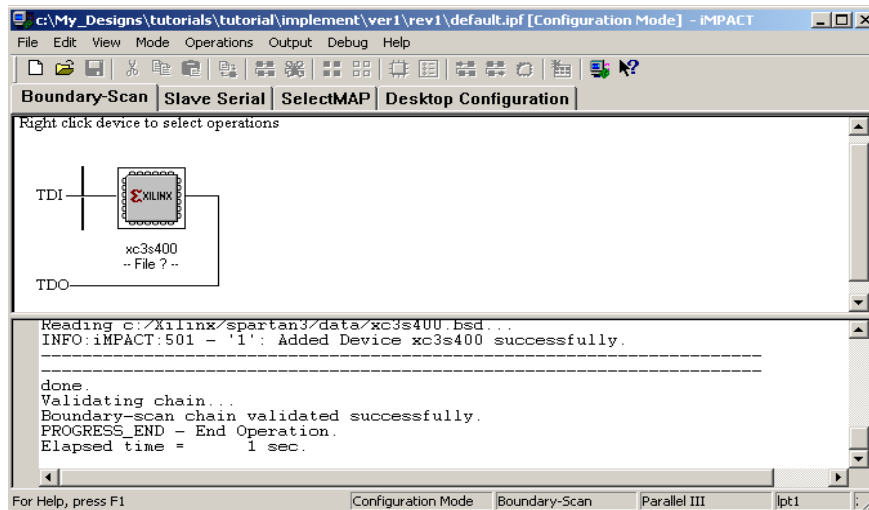 c:\My_Designs\tutorials\tutorial\implement\ver1\rev1\default.ipf [Configuration Mode] - iMPACT
File Edit View Mode Operations Output Debug Help
Boundary-Scan Slave Serial SelectMAP Desktop Configuration
Right click device to select operations
TDI
XILINX
xc3s400
-- File ? --
TDO
Reading c:/Xilinx/spartan3/data/xc3s400.bsd...
INFO:iMPACT:501 - '1': Added Device xc3s400 successfully.
----------------------------------------------------------------------
----------------------------------------------------------------------
done.
Validating chain...
Boundary-scan chain validated successfully.
PROGRESS_END - End Operation.
Elapsed time =      1 sec.
For Help, press F1 Configuration Mode Boundary-Scan Parallel III lpt1